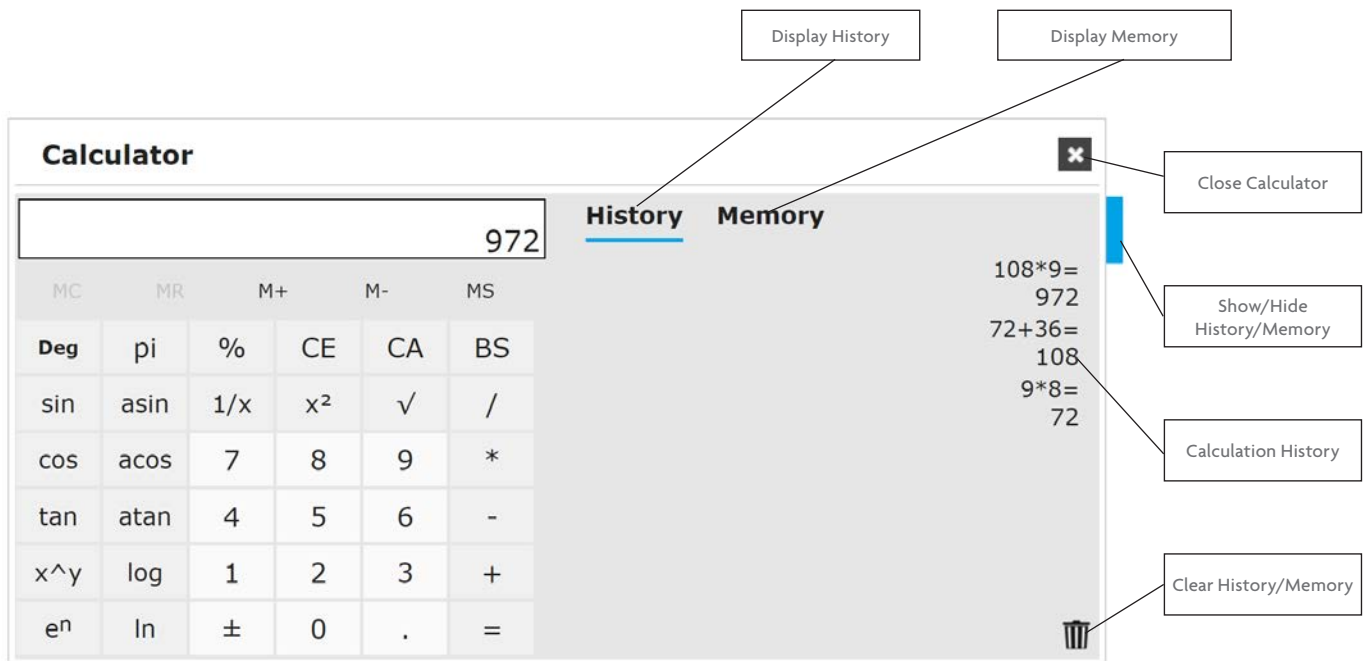 Display History
Display Memory
Calculator
Close Calculator
972
History Memory
MC MR M+ M- MS
108*9=
972
72+36=
108
9*8=
72
Show/Hide
History/Memory
Deg pi % CE CA BS
sin asin 1/x x² √ /
cos acos 7 8 9 *
Calculation History
tan atan 4 5 6 -
x^y log 1 2 3 +
eⁿ ln ± 0 . =
Clear History/Memory